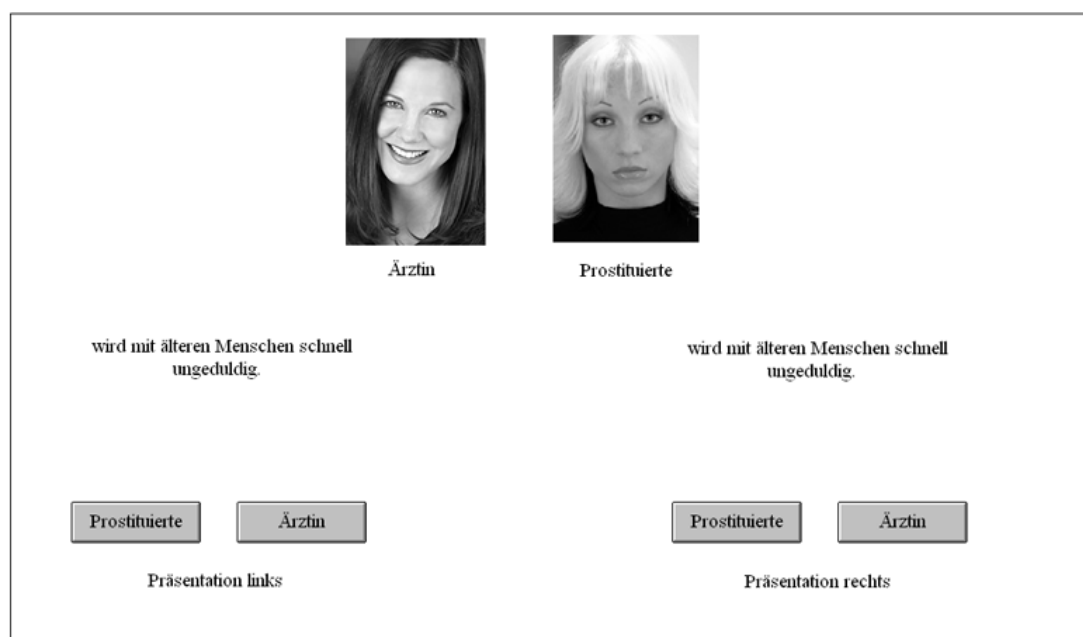 Ärztin
Prostituierte
wird mit älteren Menschen schnell
ungeduldig.
wird mit älteren Menschen schnell
ungeduldig.
Prostituierte
Ärztin
Prostituierte
Ärztin
Präsentation links
Präsentation rechts